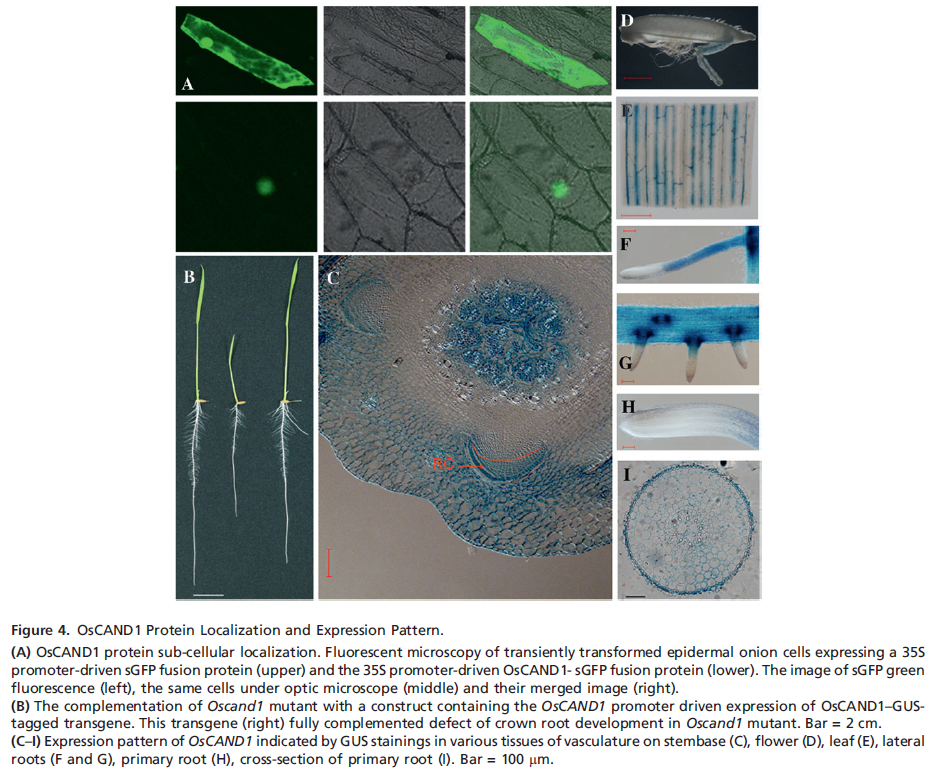 A
D
E
F
B
C
G
H
RC
I
Figure 4. OsCAND1 Protein Localization and Expression Pattern.
(A) OsCAND1 protein sub-cellular localization. Fluorescent microscopy of transiently transformed epidermal onion cells expressing a 35S
promoter-driven sGFP fusion protein (upper) and the 35S promoter-driven OsCAND1- sGFP fusion protein (lower). The image of sGFP green
fluorescence (left), the same cells under optic microscope (middle) and their merged image (right).
(B) The complementation of Oscand1 mutant with a construct containing the OsCAND1 promoter driven expression of OsCAND1–GUS-
tagged transgene. This transgene (right) fully complemented defect of crown root development in Oscand1 mutant. Bar = 2 cm.
(C–I) Expression pattern of OsCAND1 indicated by GUS stainings in various tissues of vasculature on stembase (C), flower (D), leaf (E), lateral
roots (F and G), primary root (H), cross-section of primary root (I). Bar = 100 μm.